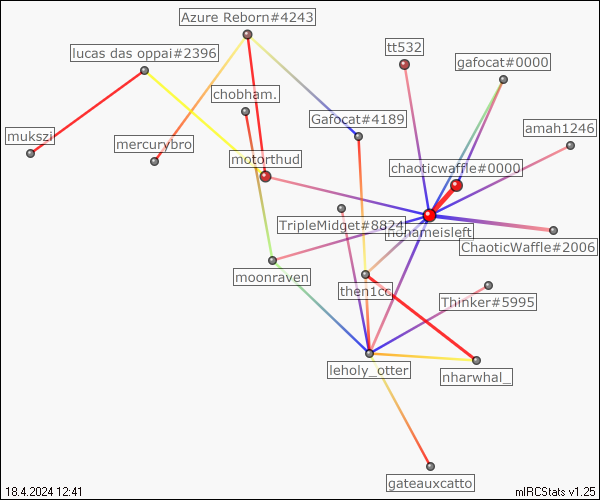 Azure Reborn#4243
lucas das oppai#2396
tt532
gafocat#0000
chobham.
Gafocat#4189
amah1246
mukszi
mercurybro
motorthud
chaoticwaffle#0000
TripleMidget#8824
nonameisleft_
ChaoticWaffle#2006
moonraven
then1cc
Thinker#5995
leholy_otter
nharwhal_
gateauxcatto
18.4.2024 12:41
mIRCStats v1.25